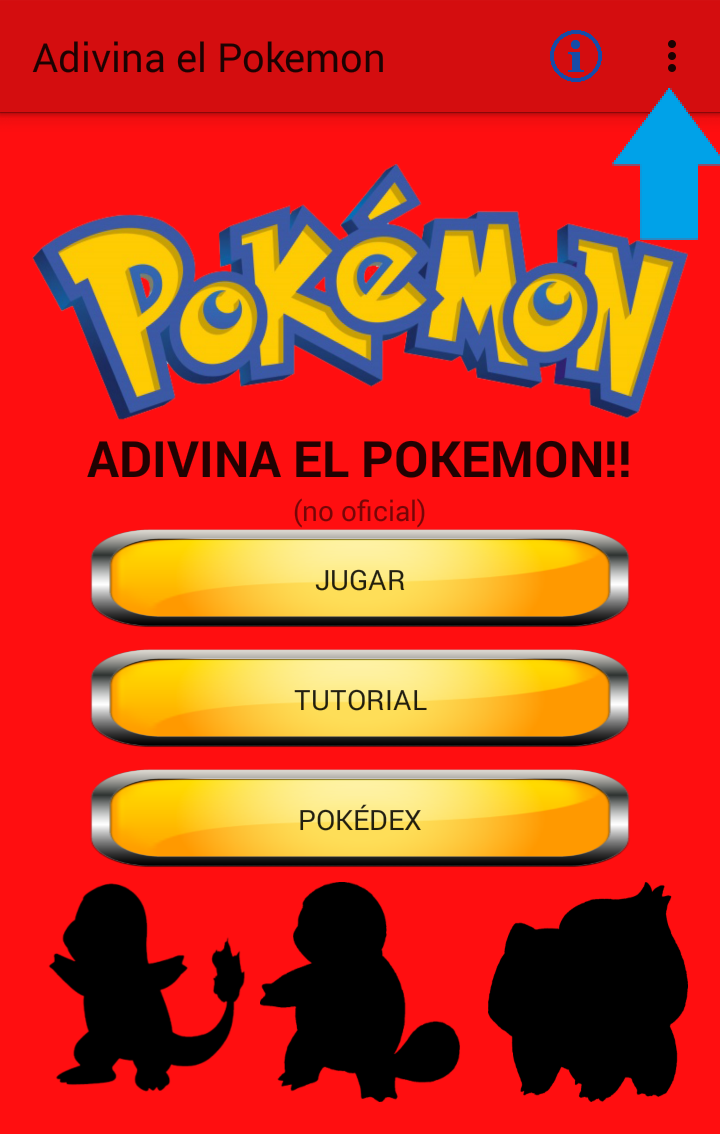 Adivina el Pokemon
POKéMON
ADIVINA EL POKEMON!!
(no oficial)
JUGAR
TUTORIAL
POKÉDEX